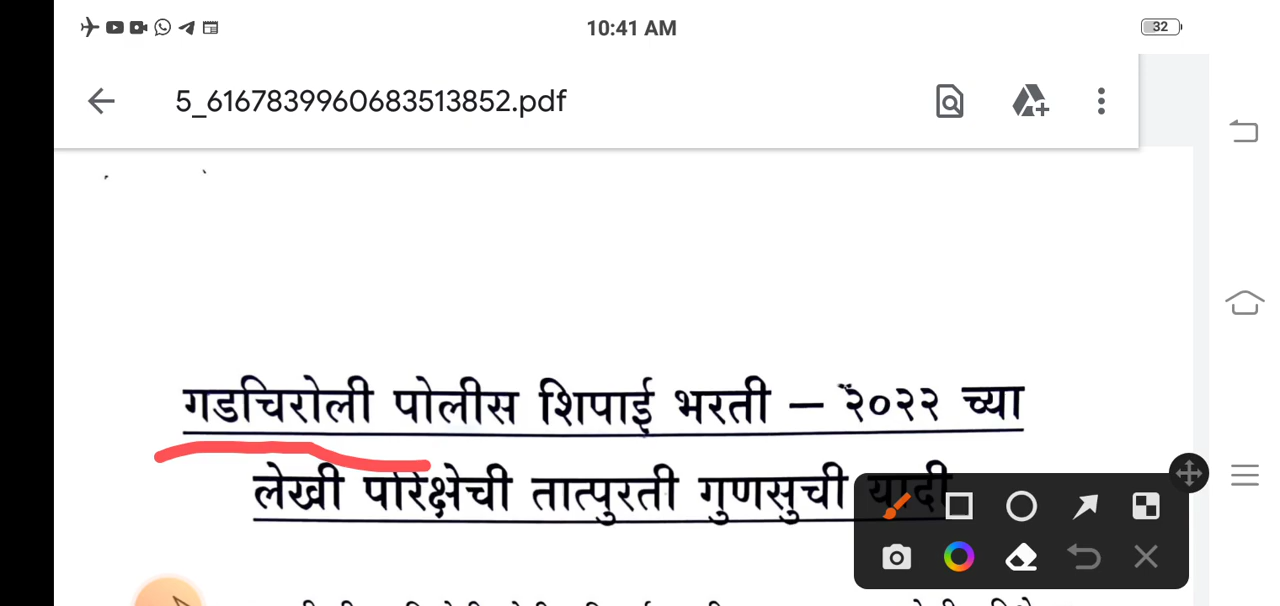 10:41 AM
32
5_6167839960683513852.pdf
गडचिरोली पोलीस शिपाई भरती – २०२२ च्या
लेखी परिक्षेची तात्पुरती गुणसुची यादी